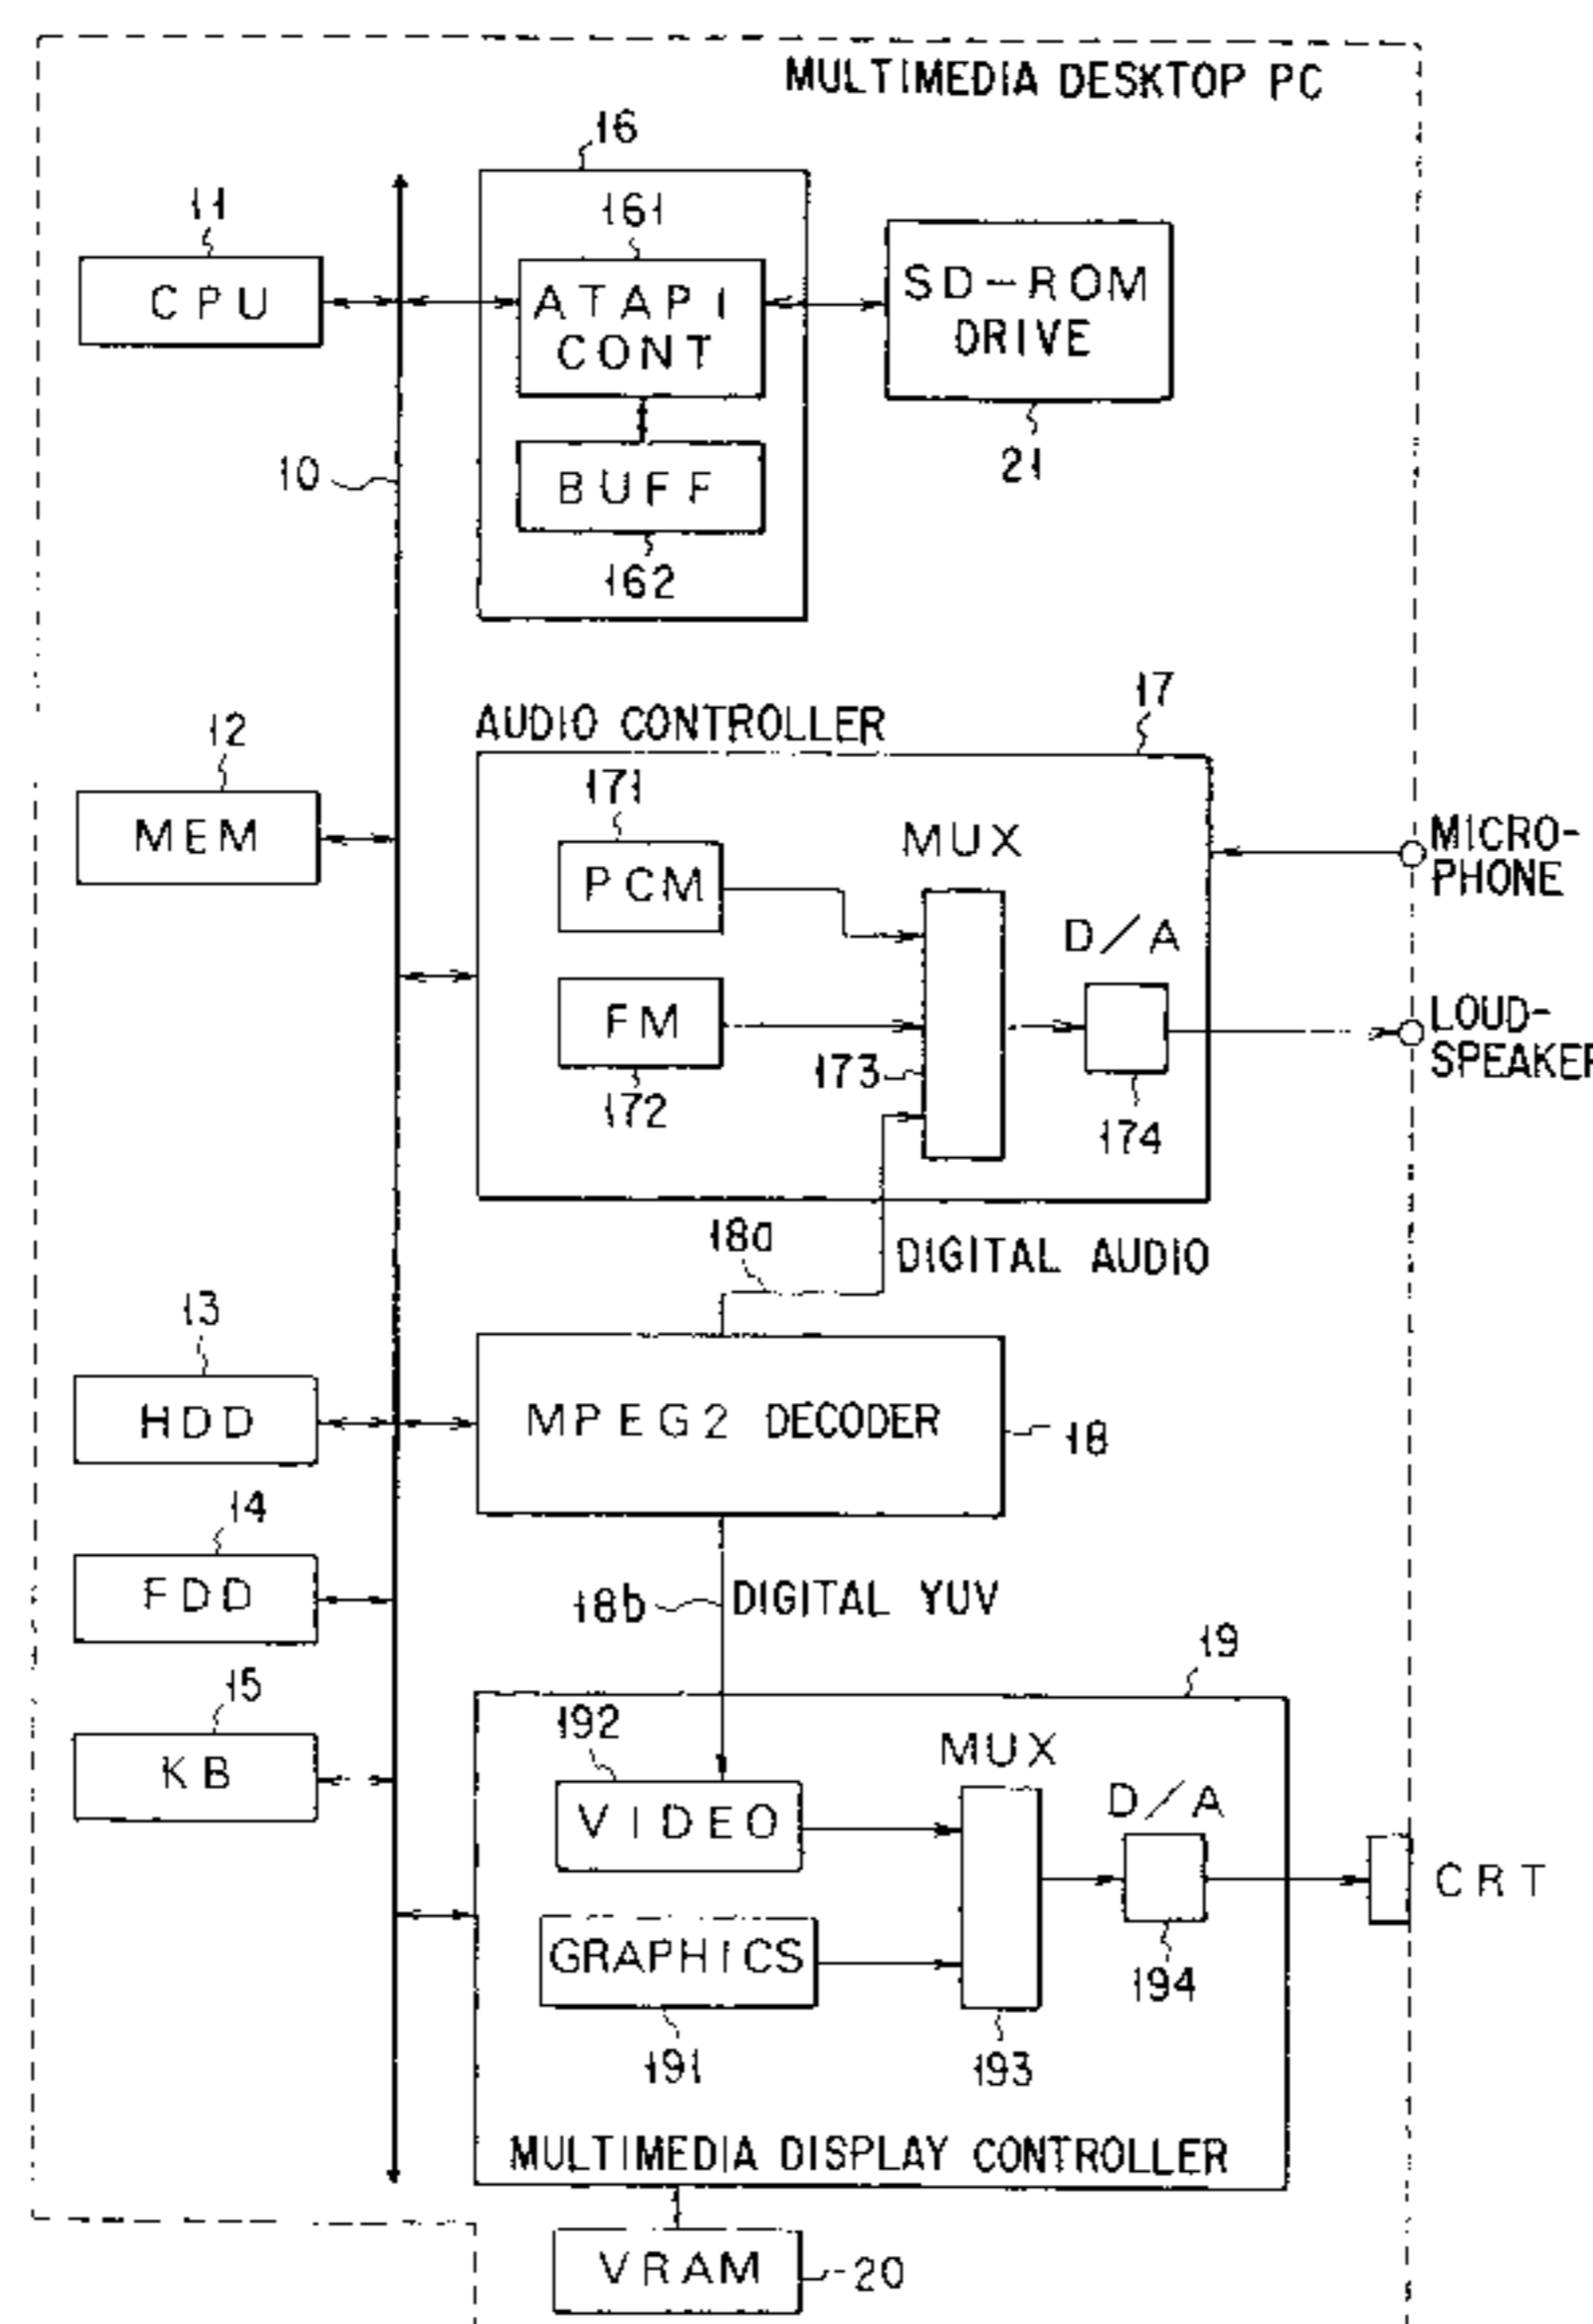 MULTIMEDIA DESKTOP PC
16
11
161
CPU
ATAPI
CONT
SD-ROM
DRIVE
10
BUFF
21
162
17
12
AUDIO CONTROLLER
171
MEM
PCM
MUX
MICRO-
PHONE
D/A
FM
LOUD-
SPEAKER
173
172
174
18a
DIGITAL AUDIO
13
HDD
MPEG2 DECODER
18
14
FDD
18b
DIGITAL YUV
19
15
192
MUX
KB
VIDEO
D/A
CRT
GRAPHICS
194
191
193
MULTIMEDIA DISPLAY CONTROLLER
VRAM
20